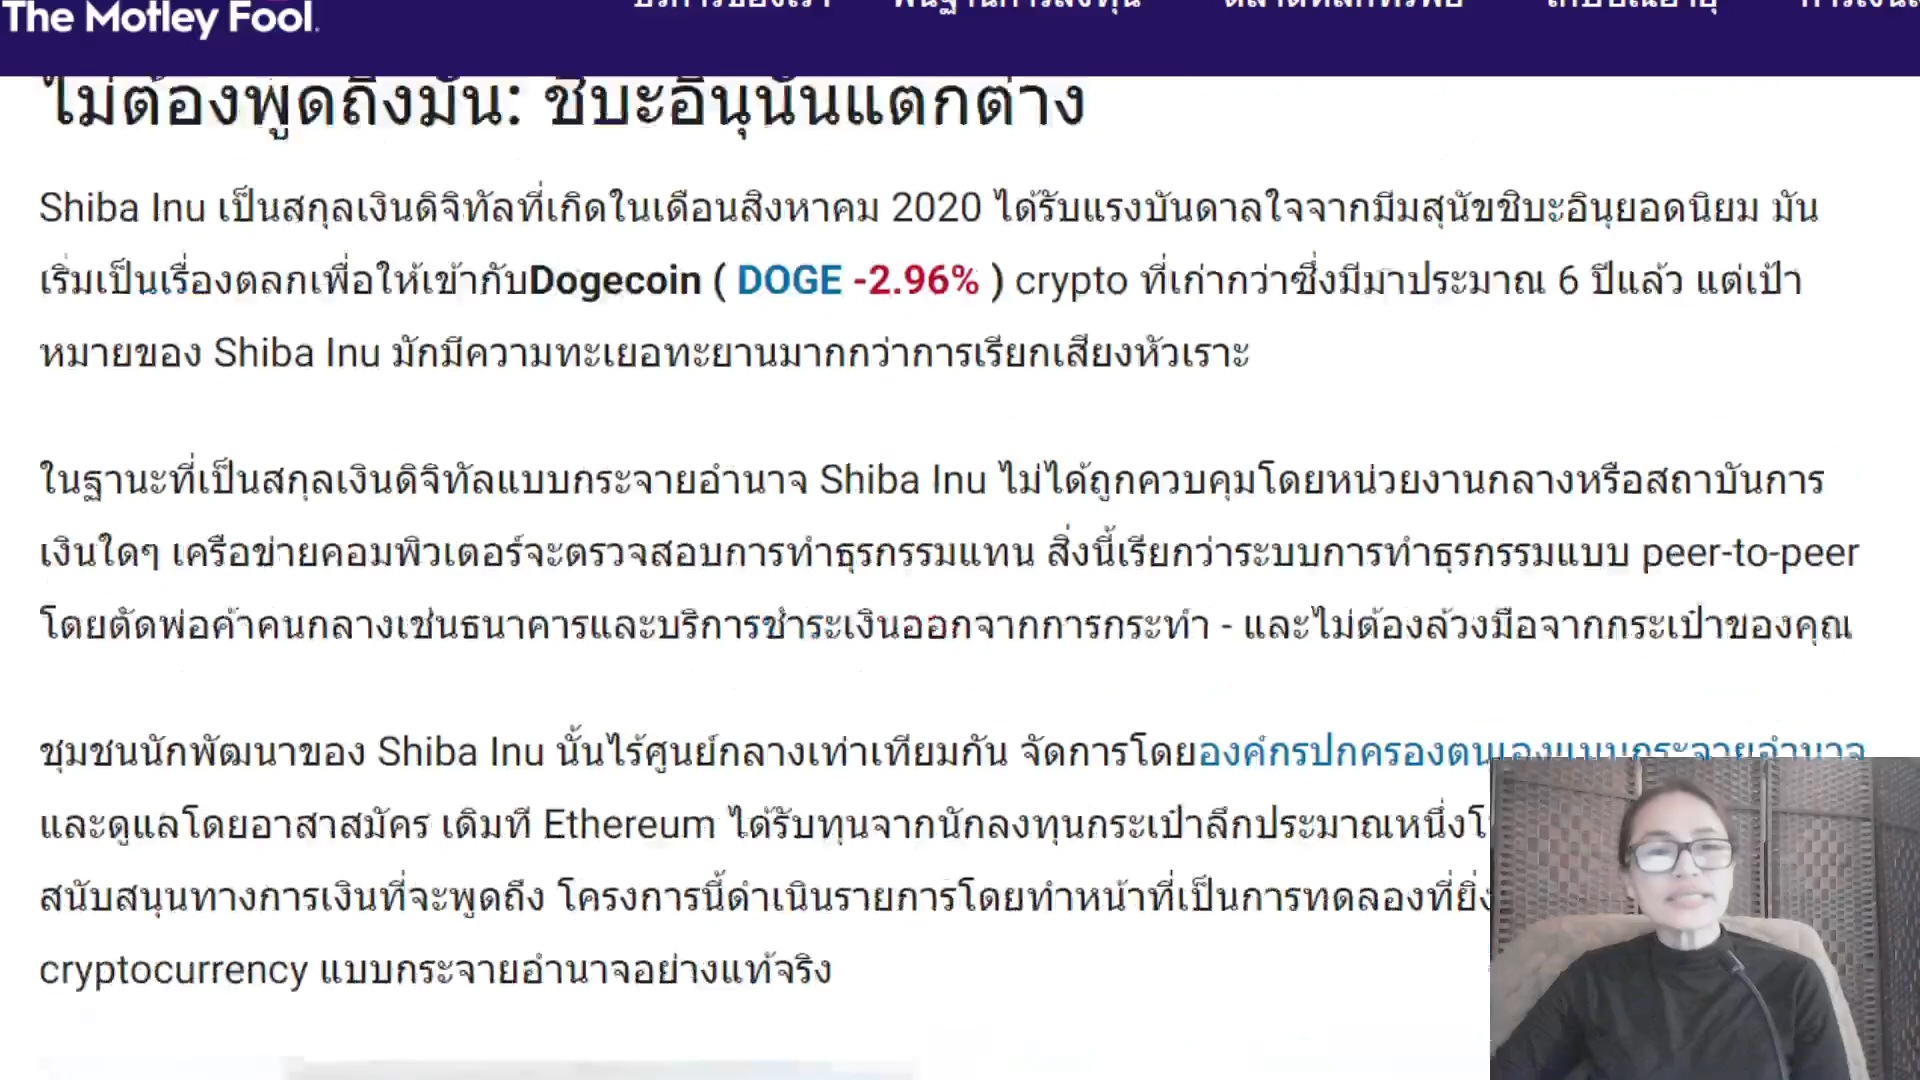 The Motley Fool.
ไม่ต้องพูดถึงมัน: ชิบะอินุนั้นแตกต่าง
Shiba Inu เป็นสกุลเงินดิจิทัลที่เกิดในเดือนสิงหาคม 2020 ได้รับแรงบันดาลใจจากมีมสุนัขชิบะอินุยอดนิยม มัน
เริ่มเป็นเรื่องตลกเพื่อให้เข้ากับDogecoin ( DOGE -2.96% ) crypto ที่เก่ากว่าซึ่งมีมาประมาณ 6 ปีแล้ว แต่เป้า
หมายของ Shiba Inu มักมีความทะเยอทะยานมากกว่าการเรียกเสียงหัวเราะ
ในฐานะที่เป็นสกุลเงินดิจิทัลแบบกระจายอำนาจ Shiba Inu ไม่ได้ถูกควบคุมโดยหน่วยงานกลางหรือสถาบันการ
เงินใดๆ เครือข่ายคอมพิวเตอร์จะตรวจสอบการทำธุรกรรมแทน สิ่งนี้เรียกว่าระบบการทำธุรกรรมแบบ peer-to-peer
โดยตัดพ่อค้าคนกลางเช่นธนาคารและบริการชำระเงินออกจากการกระทำ - และไม่ต้องล้วงมือจากกระเป๋าของคุณ
ชุมชนนักพัฒนาของ Shiba Inu นั้นไร้ศูนย์กลางเท่าเทียมกัน จัดการโดยองค์กรปกครองตนเองแบบกระจายอำนาจ
และดูแลโดยอาสาสมัคร เดิมที Ethereum ได้รับทุนจากนักลงทุนกระเป๋าลึกประมาณหนึ่ง
สนับสนุนทางการเงินที่จะพูดถึง โครงการนี้ดำเนินรายการโดยทำหน้าที่เป็นการทดลองที่ยิ่ง
cryptocurrency แบบกระจายอำนาจอย่างแท้จริง